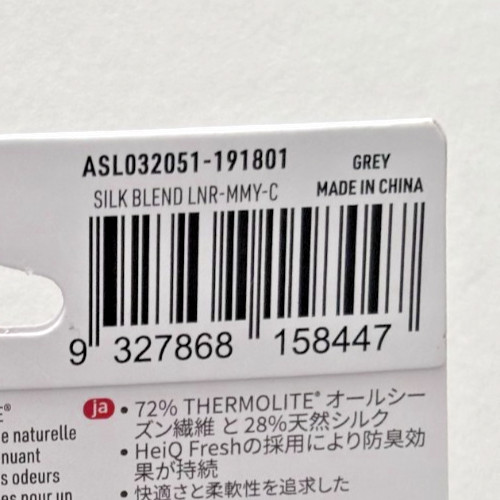 ASL032051-191801
GREY
SILK BLEND LNR-MMY-C
MADE IN CHINA
9 327868 158447
e naturelle
nuant
s odeurs
es pour un
ja
• 72% THERMOLITE® オールシー
ズン繊維 と 28%天然シルク
• HeiQ Freshの採用により防臭効
果が持続
• 快適さと柔軟性を追求した